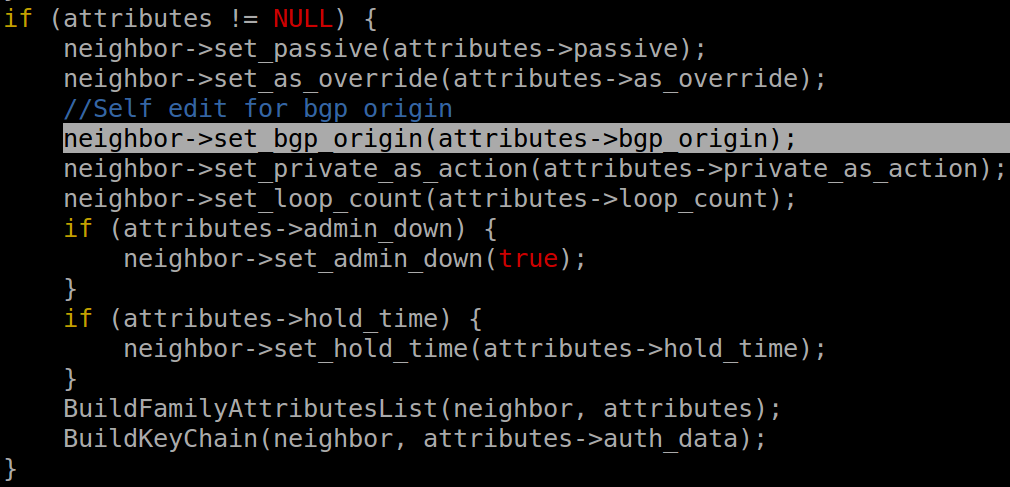 if (attributes != NULL) {
    neighbor->set_passive(attributes->passive);
    neighbor->set_as_override(attributes->as_override);
    //Self edit for bgp origin
    neighbor->set_bgp_origin(attributes->bgp_origin);
    neighbor->set_private_as_action(attributes->private_as_action);
    neighbor->set_loop_count(attributes->loop_count);
    if (attributes->admin_down) {
        neighbor->set_admin_down(true);
    }
    if (attributes->hold_time) {
        neighbor->set_hold_time(attributes->hold_time);
    }
    BuildFamilyAttributesList(neighbor, attributes);
    BuildKeyChain(neighbor, attributes->auth_data);
}